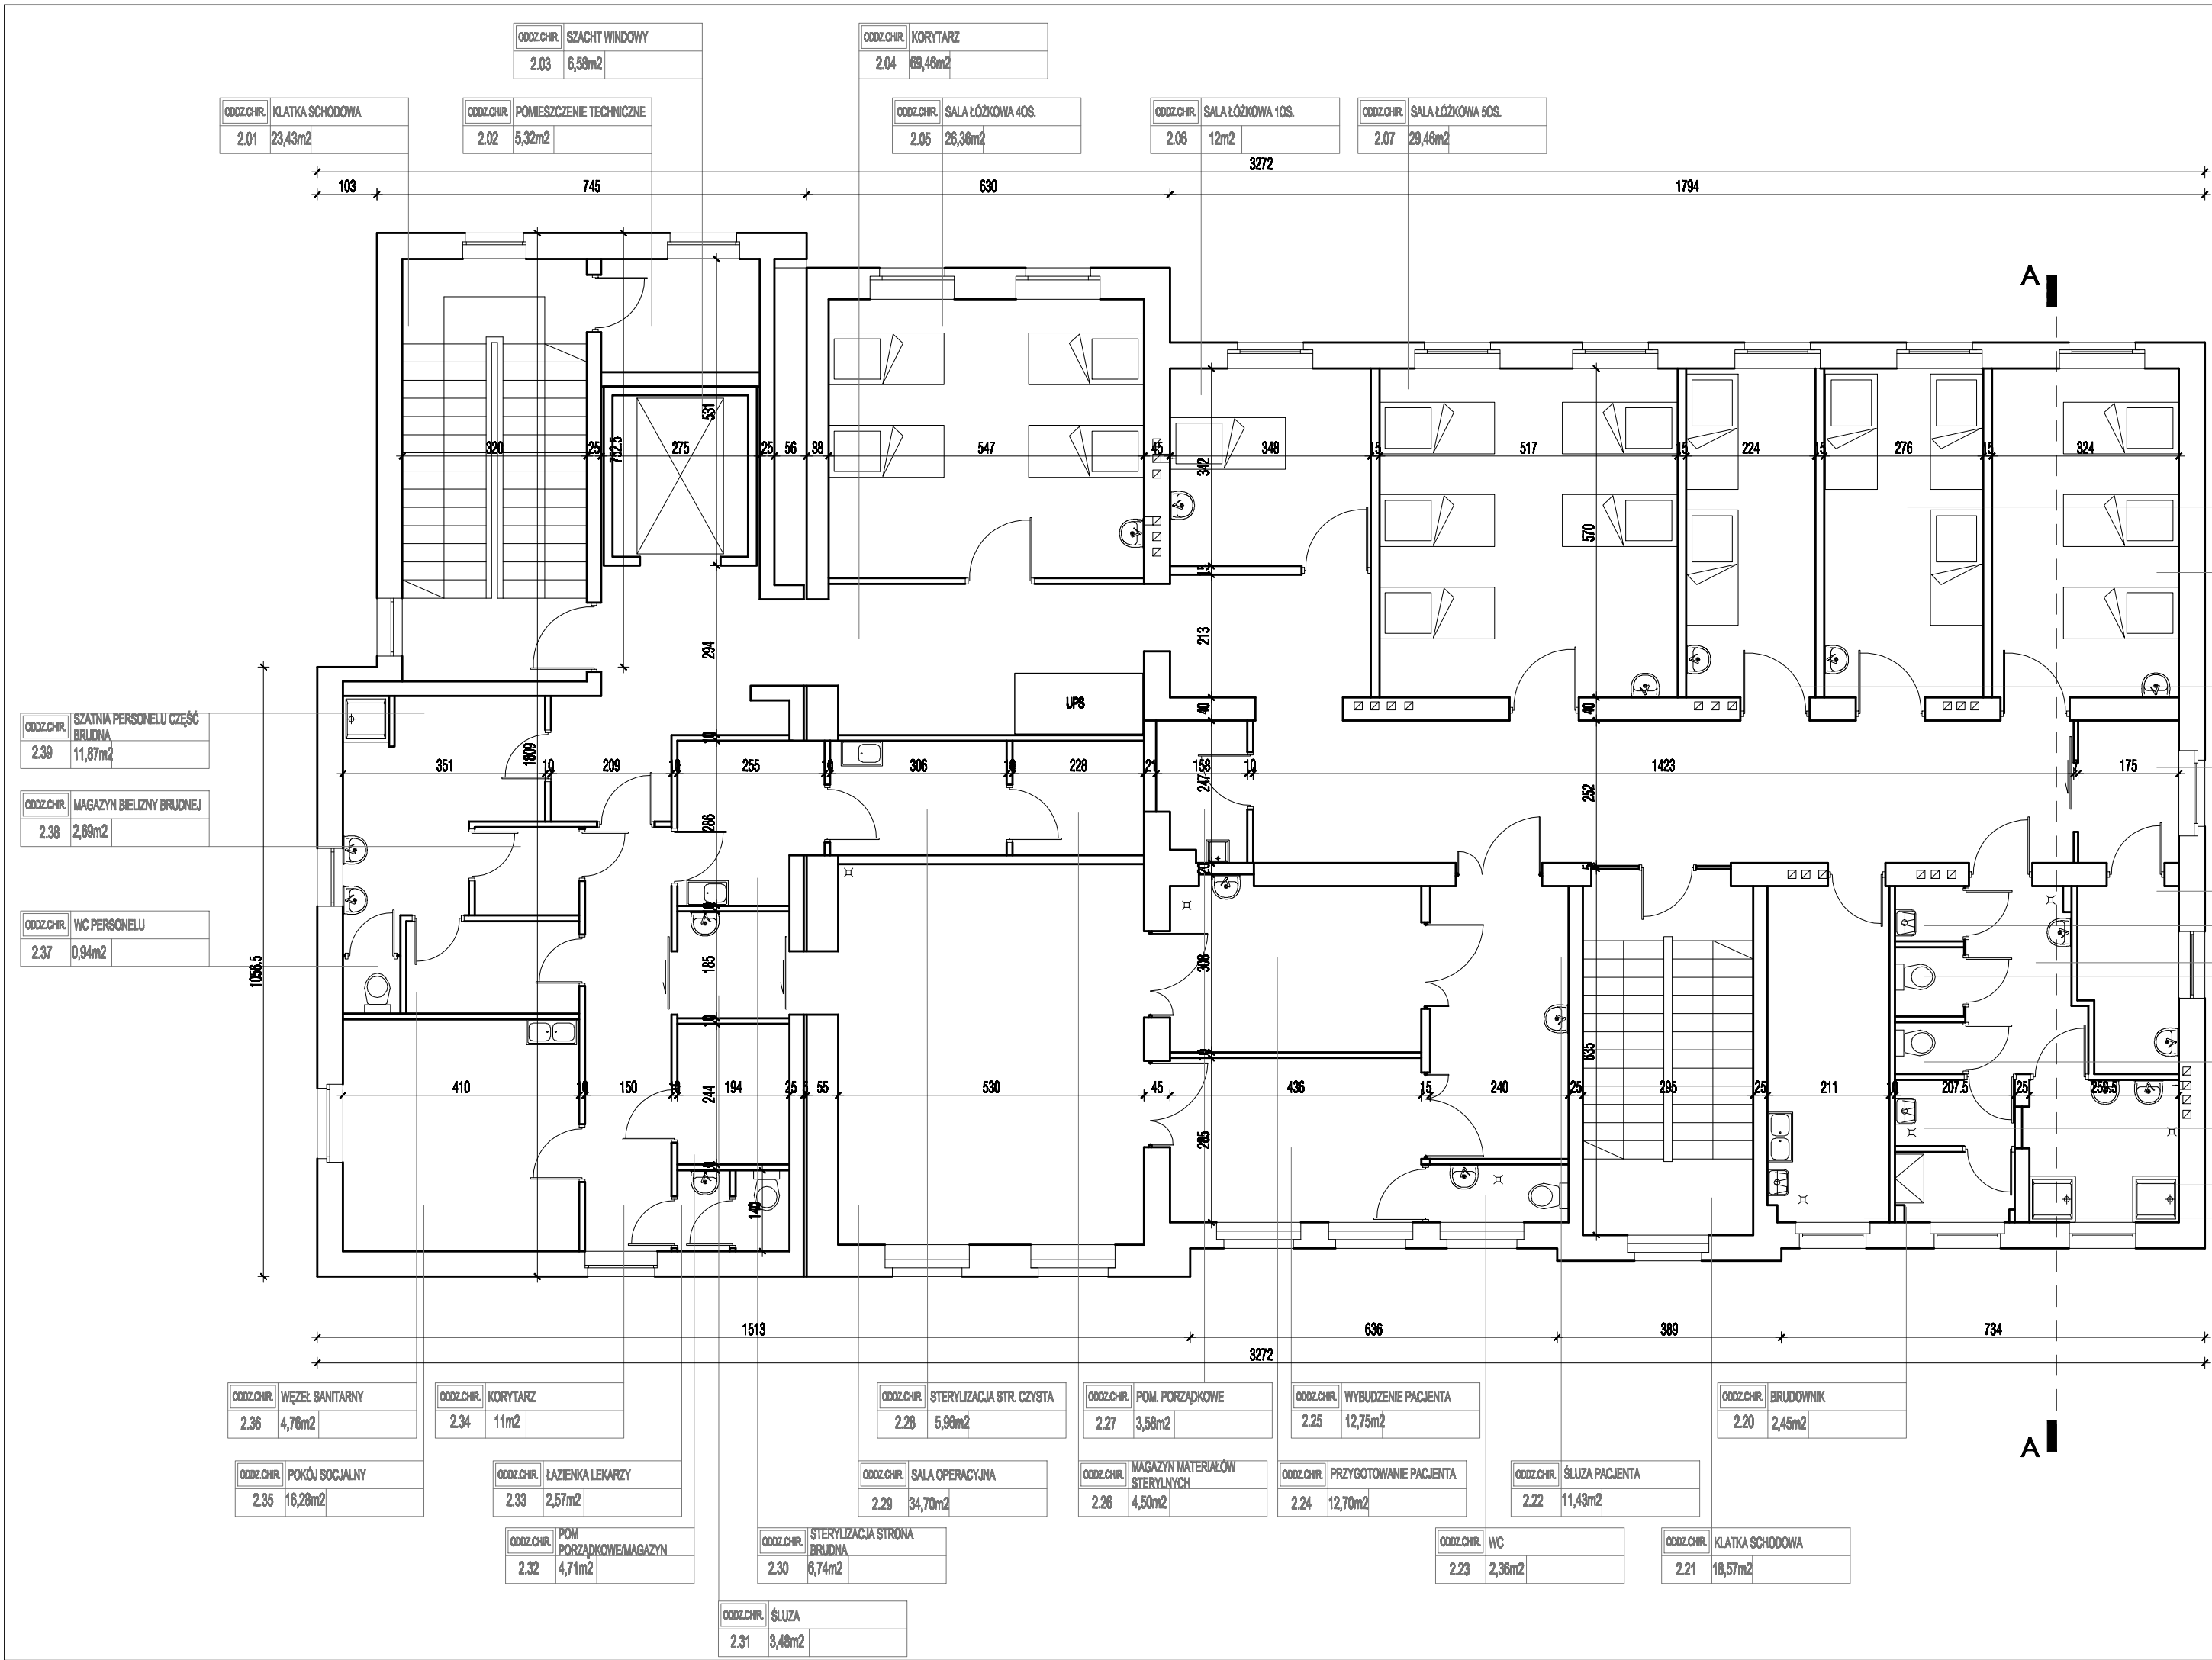 ODDZ.CHIR. SZACHT WINDOWY
2.03 6,58m2
ODDZ.CHIR. KORYTARZ
2.04 69,46m2
ODDZ.CHIR. KLATKA SCHODOWA
2.01 23,43m2
ODDZ.CHIR. POMIESZCZENIE TECHNICZNE
2.02 5,32m2
ODDZ.CHIR. SALA ŁÓŻKOWA 4OS.
2.05 26,36m2
ODDZ.CHIR. SALA ŁÓŻKOWA 1OS.
2.06 12m2
ODDZ.CHIR. SALA ŁÓŻKOWA 5OS.
2.07 29,46m2
3272
103 745 630 1794
A
531
752.5
320 25 275 25 56 38 547 45 348 15 517 15 224 15 276 15 324
342
570
15
294
213
UPS
40 40
ODDZ.CHIR. SZATNIA PERSONELU CZĘŚĆ
BRUDNA
2.39 11,87m2
1809
10
351 10 209 10 255 10 306 10 228 21 158 10 1423 175
247
252
286
ODDZ.CHIR. MAGAZYN BIELIZNY BRUDNEJ
2.38 2,69m2
20
5
ODDZ.CHIR. WC PERSONELU
2.37 0,94m2
1056.5
185
308
10
10
635
410 10 150 10 194 25 5 55 530 45 436 15 240 25 295 25 211 10 207.5 25 259.5
244
285
140
1513 636 389 734
3272
ODDZ.CHIR. WĘZEŁ SANITARNY
2.36 4,78m2
ODDZ.CHIR. KORYTARZ
2.34 11m2
ODDZ.CHIR. STERYLIZACJA STR. CZYSTA
2.28 5,96m2
ODDZ.CHIR. POM. PORZĄDKOWE
2.27 3,58m2
ODDZ.CHIR. WYBUDZENIE PACJENTA
2.25 12,75m2
ODDZ.CHIR. BRUDOWNIK
2.20 2,45m2
A
ODDZ.CHIR. POKÓJ SOCJALNY
2.35 16,28m2
ODDZ.CHIR. ŁAZIENKA LEKARZY
2.33 2,57m2
ODDZ.CHIR. SALA OPERACYJNA
2.29 34,70m2
ODDZ.CHIR. MAGAZYN MATERIAŁÓW
STERYLNYCH
2.26 4,50m2
ODDZ.CHIR. PRZYGOTOWANIE PACJENTA
2.24 12,70m2
ODDZ.CHIR. ŚLUZA PACJENTA
2.22 11,43m2
ODDZ.CHIR. POM
PORZĄDKOWE/MAGAZYN
2.32 4,71m2
ODDZ.CHIR. STERYLIZACJA STRONA
BRUDNA
2.30 6,74m2
ODDZ.CHIR. WC
2.23 2,36m2
ODDZ.CHIR. KLATKA SCHODOWA
2.21 18,57m2
ODDZ.CHIR. ŚLUZA
2.31 3,48m2